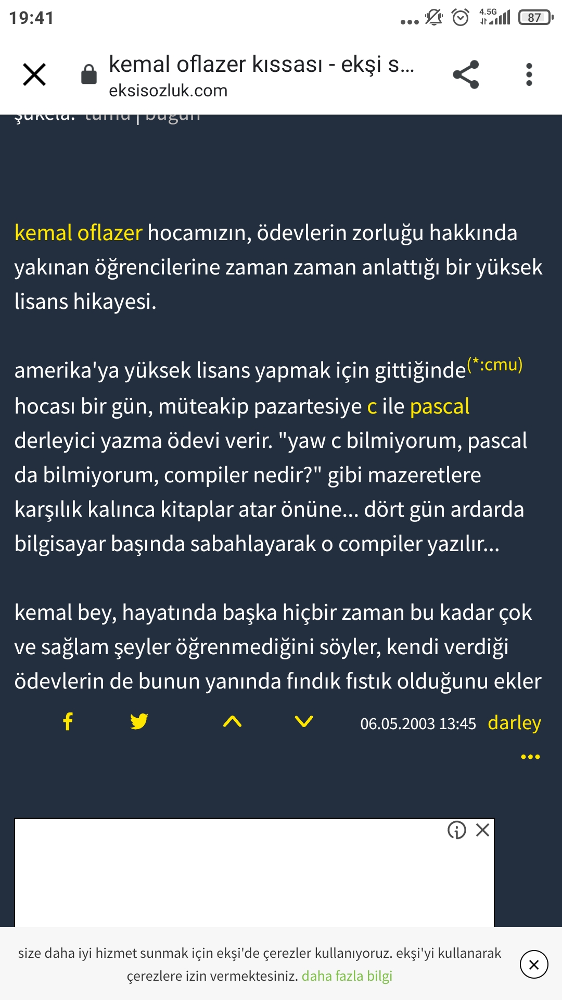 19:41
4.5G
87
kemal oflazer kıssası - ekşi s...
eksisozluk.com
şükela: tümü | bugün
kemal oflazer hocamızın, ödevlerin zorluğu hakkında
yakınan öğrencilerine zaman zaman anlattığı bir yüksek
lisans hikayesi.
amerika'ya yüksek lisans yapmak için gittiğinde(*:cmu)
hocası bir gün, müteakip pazartesiye c ile pascal
derleyici yazma ödevi verir. "yaw c bilmiyorum, pascal
da bilmiyorum, compiler nedir?" gibi mazeretlere
karşılık kalınca kitaplar atar önüne... dört gün ardarda
bilgisayar başında sabahlayarak o compiler yazılır...
kemal bey, hayatında başka hiçbir zaman bu kadar çok
ve sağlam şeyler öğrenmediğini söyler, kendi verdiği
ödevlerin de bunun yanında fındık fıstık olduğunu ekler
06.05.2003 13:45 darley
size daha iyi hizmet sunmak için ekşi'de çerezler kullanıyoruz. ekşi'yi kullanarak
çerezlere izin vermektesiniz. daha fazla bilgi